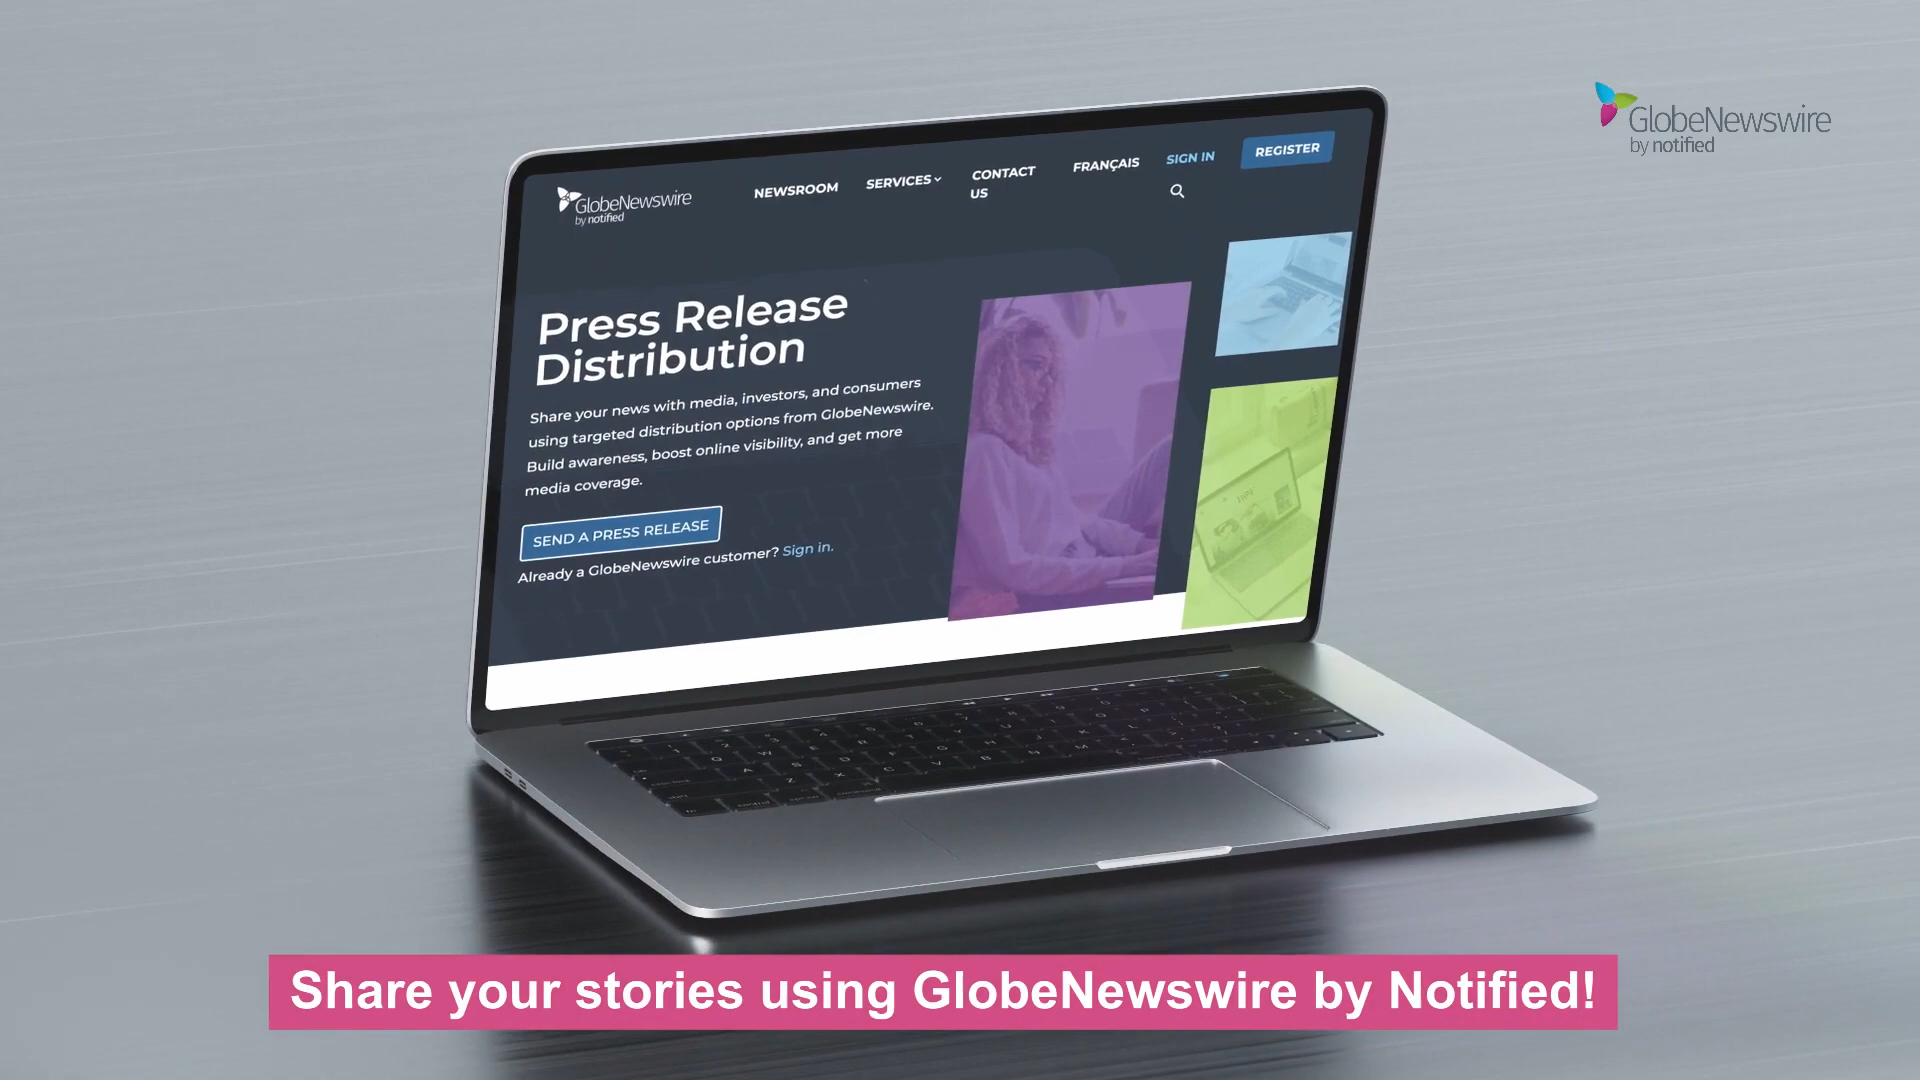 GlobeNewswire
by notified
GlobeNewswire
by notified
NEWSROOM
SERVICES
CONTACT
US
FRANÇAIS
SIGN IN
REGISTER
Press Release
Distribution
Share your news with media, investors, and consumers
using targeted distribution options from GlobeNewswire.
Build awareness, boost online visibility, and get more
media coverage.
SEND A PRESS RELEASE
Already a GlobeNewswire customer? Sign in.
Share your stories using GlobeNewswire by Notified!